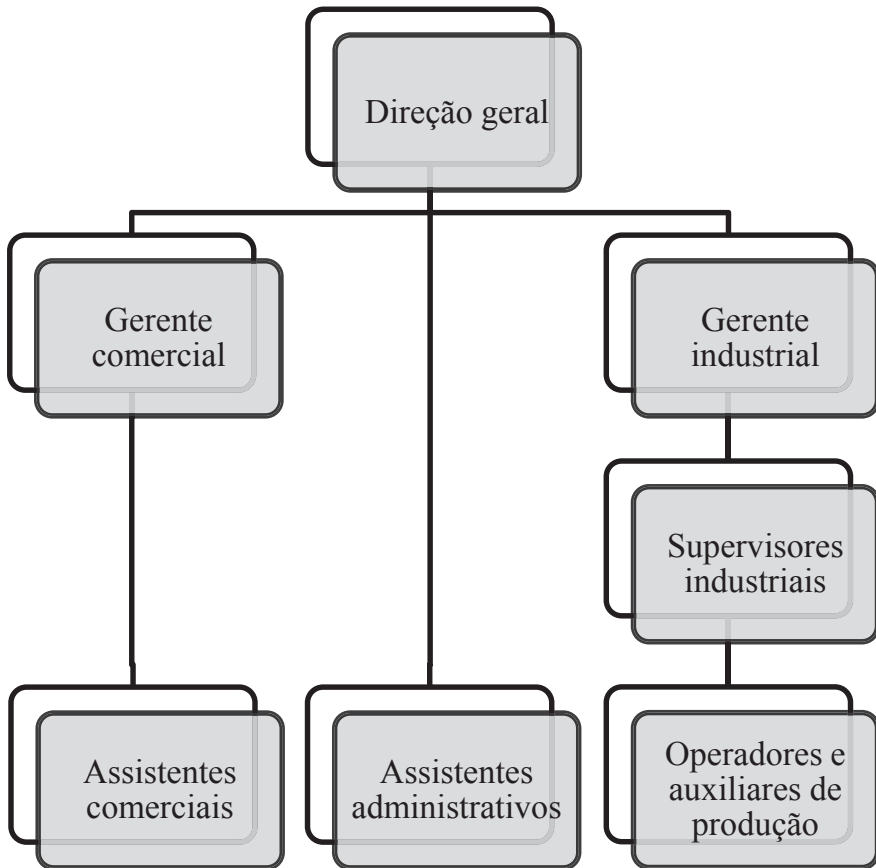 Direção geral
Gerente
comercial
Gerente
industrial
Supervisores
industriais
Assistentes
comerciais
Assistentes
administrativos
Operadores e
auxiliares de
produção